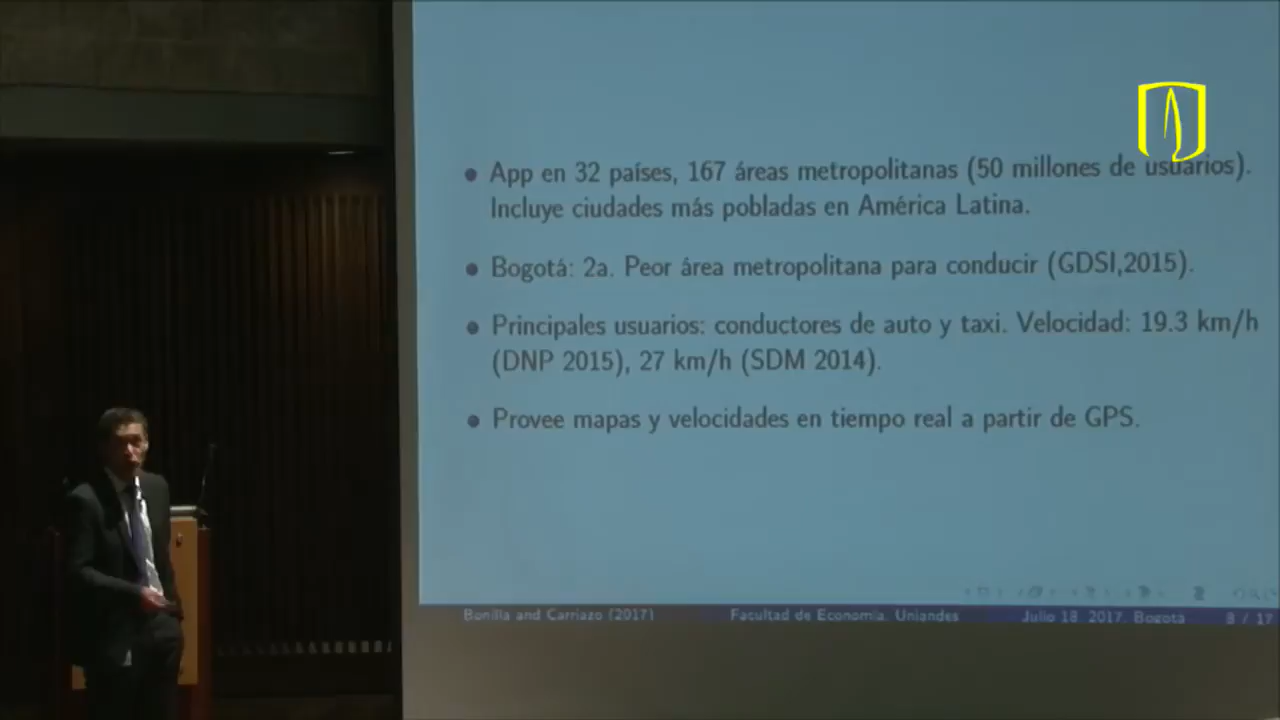 App en 32 países, 167 áreas metropolitanas (50 millones de usuarios).
Incluye ciudades más pobladas en América Latina.
Bogotá: 2a. Peor área metropolitana para conducir (GDSI,2015).
Principales usuarios: conductores de auto y taxi. Velocidad: 19.3 km/h
(DNP 2015), 27 km/h (SDM 2014).
Provee mapas y velocidades en tiempo real a partir de GPS.
Bonilla and Carriazo (2017) Facultad de Economía, Uniandes Julio 18, 2017. Bogotá 8 / 17